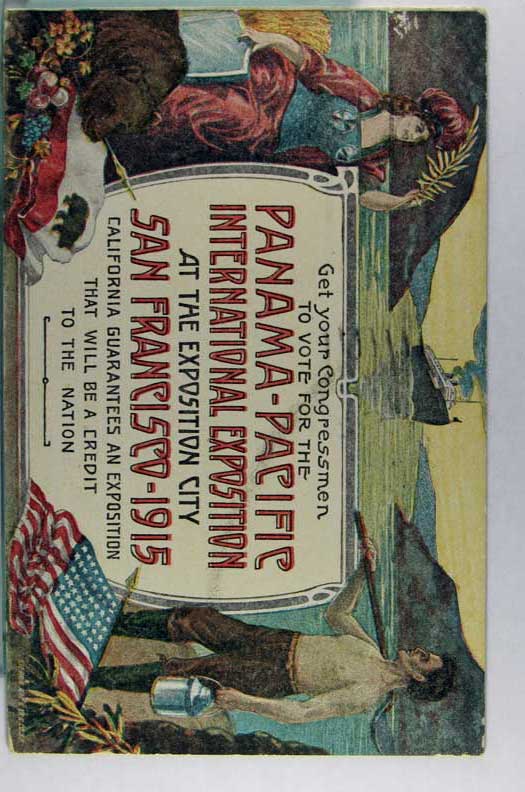 Get your Congressmen
TO VOTE FOR THE
PANAMA-PACIFIC
INTERNATIONAL EXPOSITION
AT THE EXPOSITION CITY
SAN FRANCISCO-1915
CALIFORNIA GUARANTEES AN EXPOSITION
THAT WILL BE A CREDIT
TO THE NATION